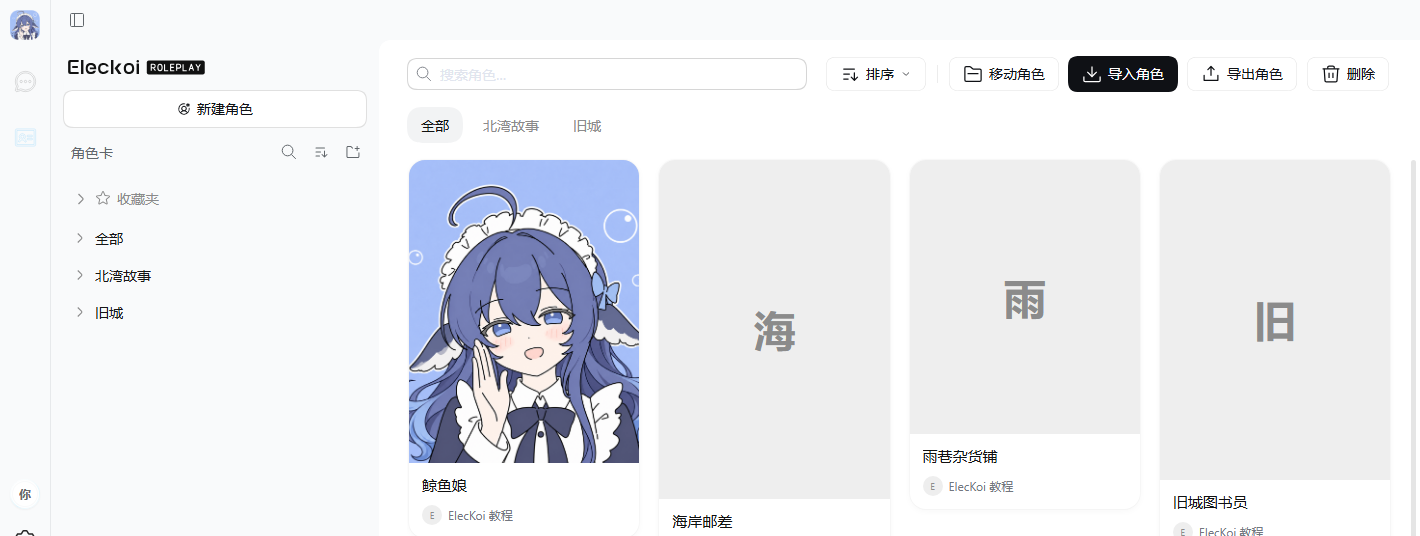 Eleckoi ROLEPLAY
新建角色
角色卡
收藏夹
全部
北湾故事
旧城
你
搜索角色...
排序
移动角色
导入角色
导出角色
删除
全部
北湾故事
旧城
鲸鱼娘
E ElecKoi 教程
海
海岸邮差
雨
雨巷杂货铺
E ElecKoi 教程
旧
旧城图书员
E ElecKoi 教程